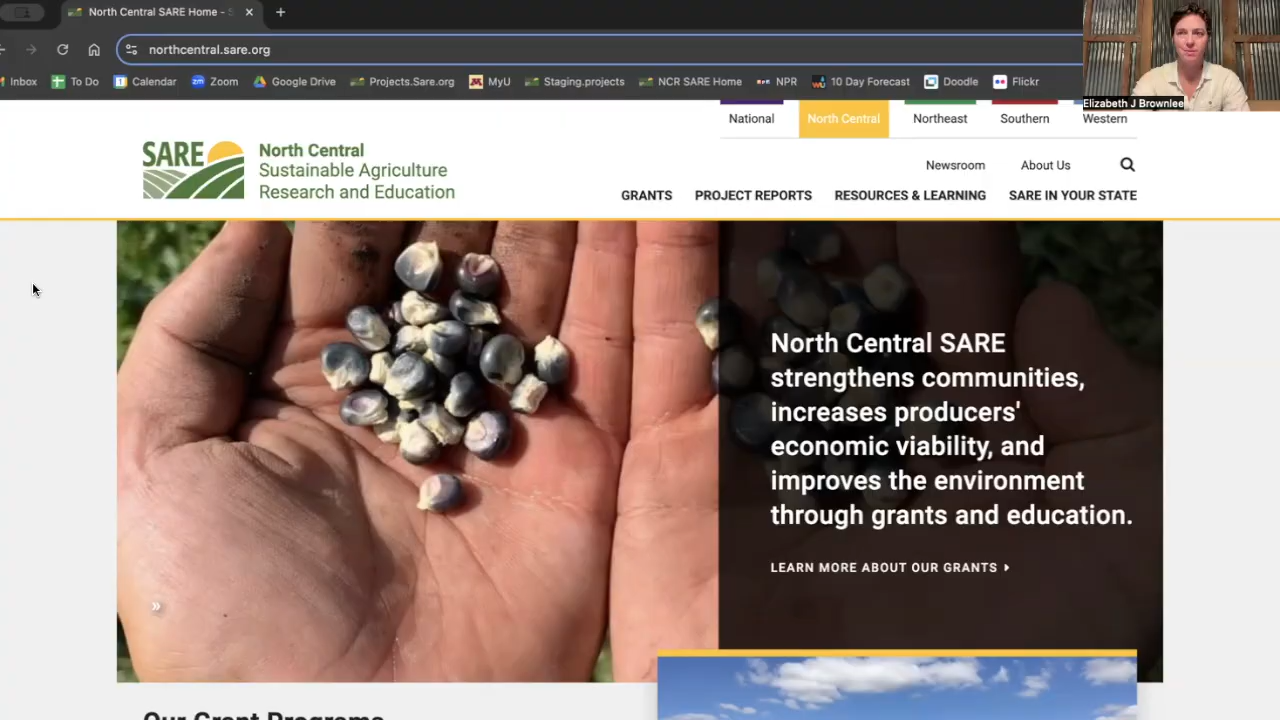 North Central SARE Home - S
northcentral.sare.org
Inbox
To Do
Calendar
zm Zoom
Google Drive
Projects.Sare.org
MyU
Staging.projects
NCR SARE Home
NPR
10 Day Forecast
Doodle
Flickr
Elizabeth J Brownlee
National
North Central
Northeast
Southern
Western
SARE
North Central
Sustainable Agriculture
Research and Education
Newsroom
About Us
GRANTS
PROJECT REPORTS
RESOURCES & LEARNING
SARE IN YOUR STATE
North Central SARE
strengthens communities,
increases producers'
economic viability, and
improves the environment
through grants and education.
LEARN MORE ABOUT OUR GRANTS
Our Grant Programs